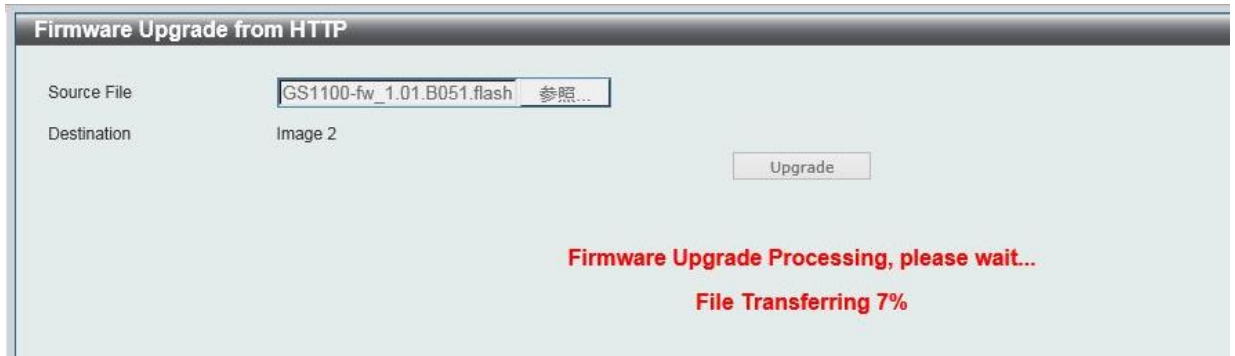 Firmware Upgrade from HTTP
Source File GS1100-fw_1.01.B051.flash 参照...
Destination Image 2
Upgrade
Firmware Upgrade Processing, please wait...
File Transferring 7%